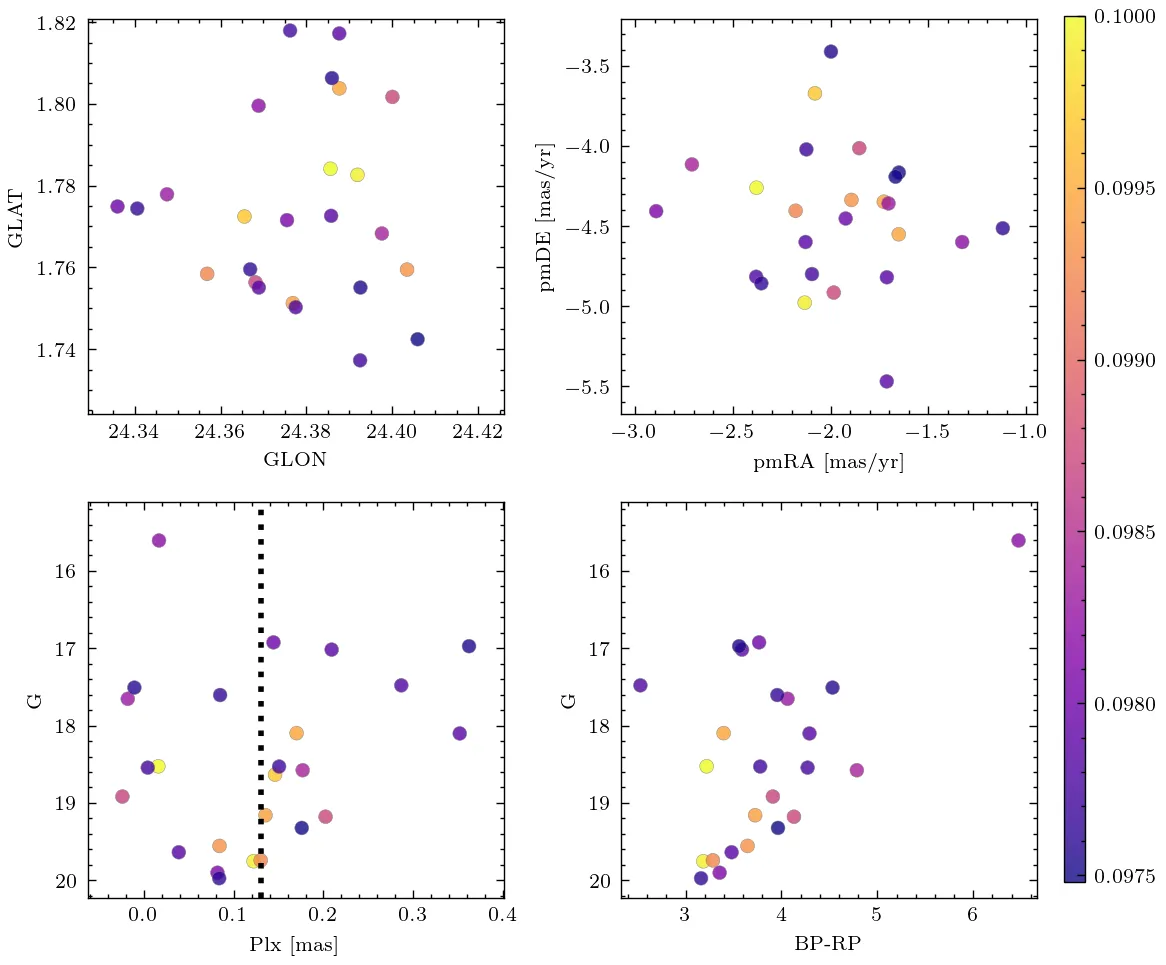 1.82
1.80
1.78
1.76
1.74
GLAT
24.34 24.36 24.38 24.40 24.42
GLON
−3.5
−4.0
−4.5
−5.0
−5.5
pmDE [mas/yr]
−3.0 −2.5 −2.0 −1.5 −1.0
pmRA [mas/yr]
16
17
18
19
20
G
0.0 0.1 0.2 0.3 0.4
Plx [mas]
16
17
18
19
20
G
3 4 5 6
BP-RP
0.1000
0.0995
0.0990
0.0985
0.0980
0.0975